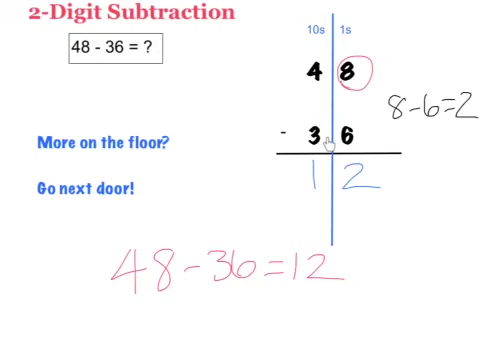 2-Digit Subtraction
48 - 36 = ?
10s 1s
4 8
8-6=2
- 3 6
More on the floor?
1 2
Go next door!
48-36=12